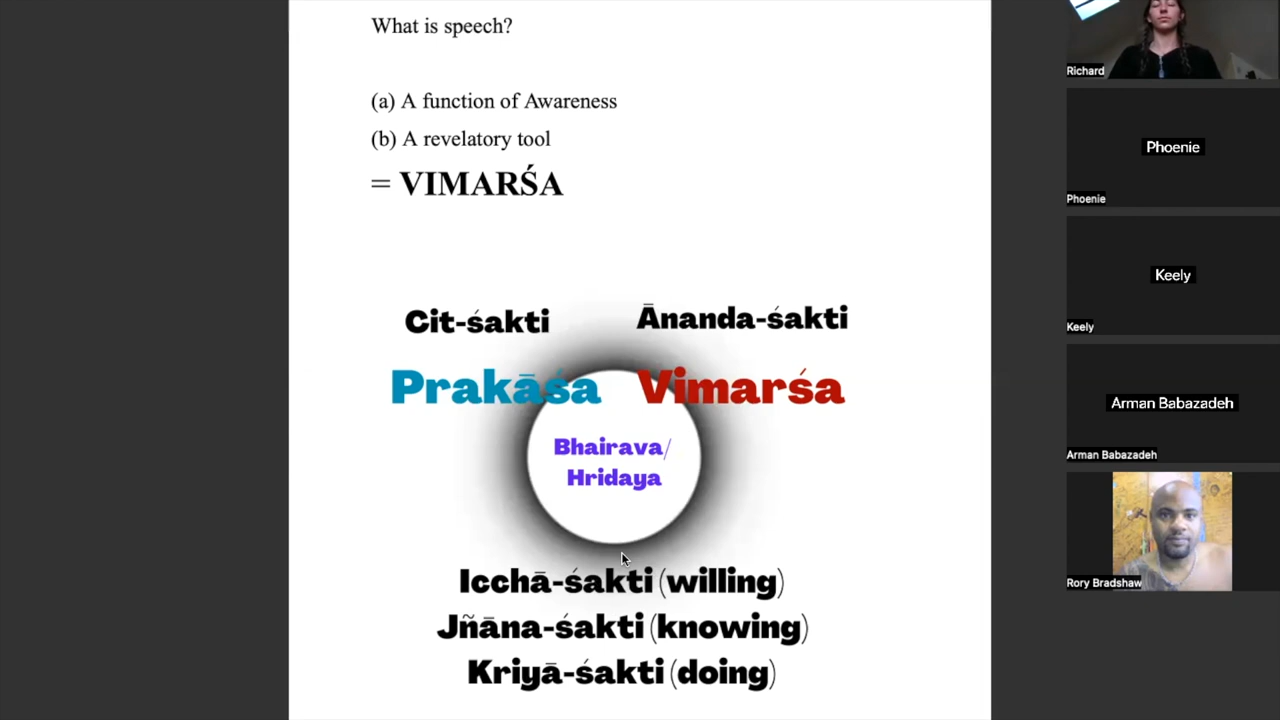 What is speech?
(a) A function of Awareness
(b) A revelatory tool
= VIMARŚA
Cit-śakti
Ānanda-śakti
Prakāśa
Vimarśa
Bhairava/
Hridaya
Icchā-śakti (willing)
Jñāna-śakti (knowing)
Kriyā-śakti (doing)
Richard
Phoenie
Phoenie
Keely
Keely
Arman Babazadeh
Arman Babazadeh
Rory Bradshaw